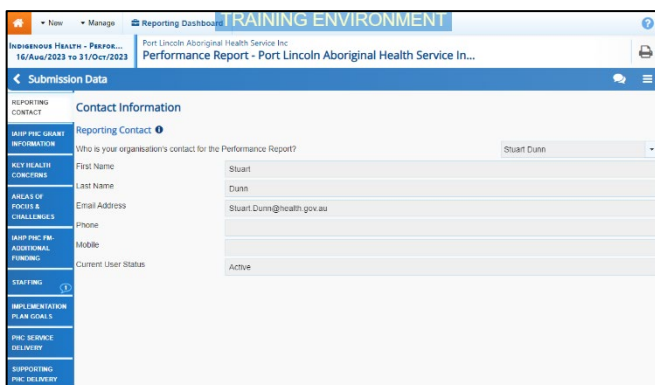 New Manage Reporting Dashboard TRAINING ENVIRONMENT
INDIGENOUS HEALTH - PERFOR...
16/AUG/2023 TO 31/OCT/2023
Port Lincoln Aboriginal Health Service Inc
Performance Report - Port Lincoln Aboriginal Health Service In...
Submission Data
REPORTING
CONTACT
IAHP PHC GRANT
INFORMATION
KEY HEALTH
CONCERNS
AREAS OF
FOCUS &
CHALLENGES
IAHP PHC FM-
ADDITIONAL
FUNDING
STAFFING
1
IMPLEMENTATION
PLAN GOALS
PHC SERVICE
DELIVERY
SUPPORTING
PHC DELIVERY
Contact Information
Reporting Contact
Who is your organisation's contact for the Performance Report? Stuart Dunn
First Name Stuart
Last Name Dunn
Email Address Stuart.Dunn@health.gov.au
Phone
Mobile
Current User Status Active